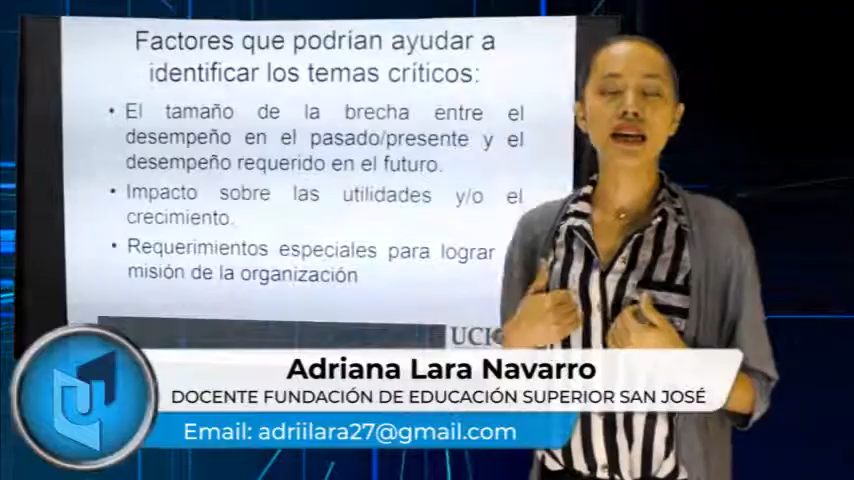 Factores que podrían ayudar a
identificar los temas críticos:
• El tamaño de la brecha entre el
desempeño en el pasado/presente y el
desempeño requerido en el futuro.
• Impacto sobre las utilidades y/o el
crecimiento.
• Requerimientos especiales para lograr
misión de la organización
Adriana Lara Navarro
DOCENTE FUNDACIÓN DE EDUCACIÓN SUPERIOR SAN JOSÉ
Email: adriilara27@gmail.com